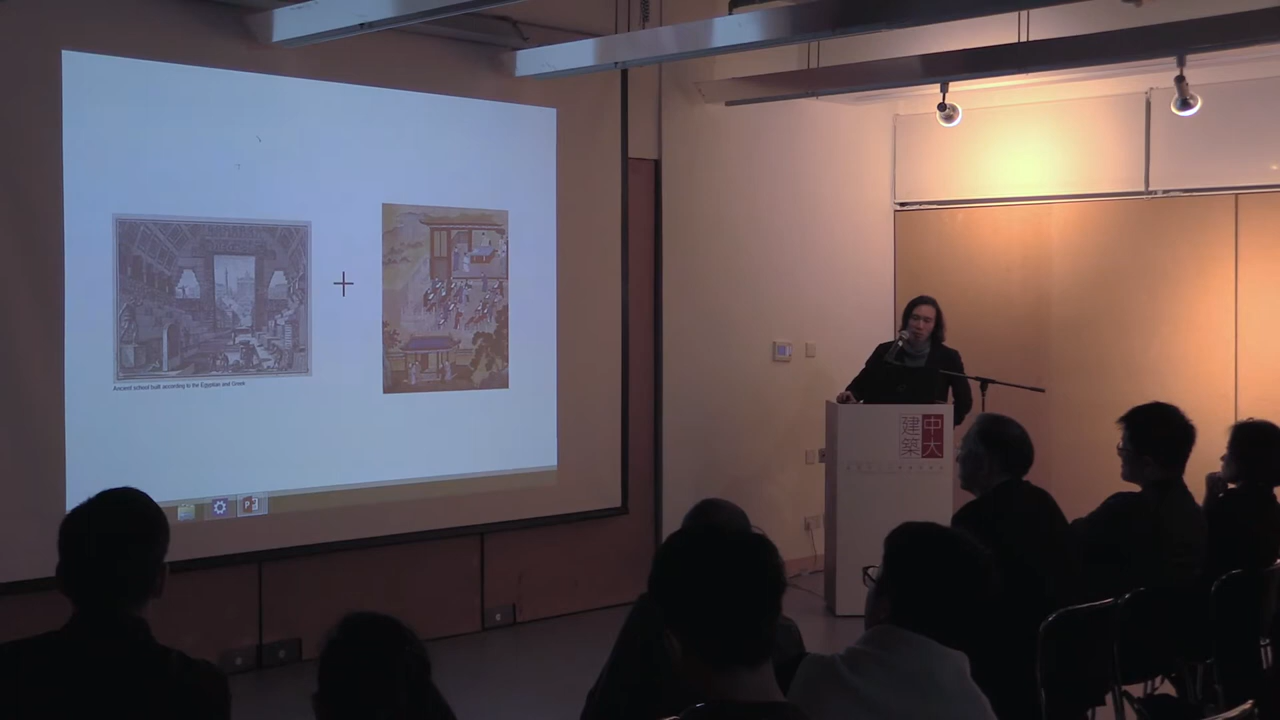 Ancient school built according to the Egyptian and Greek
建
築
中
大